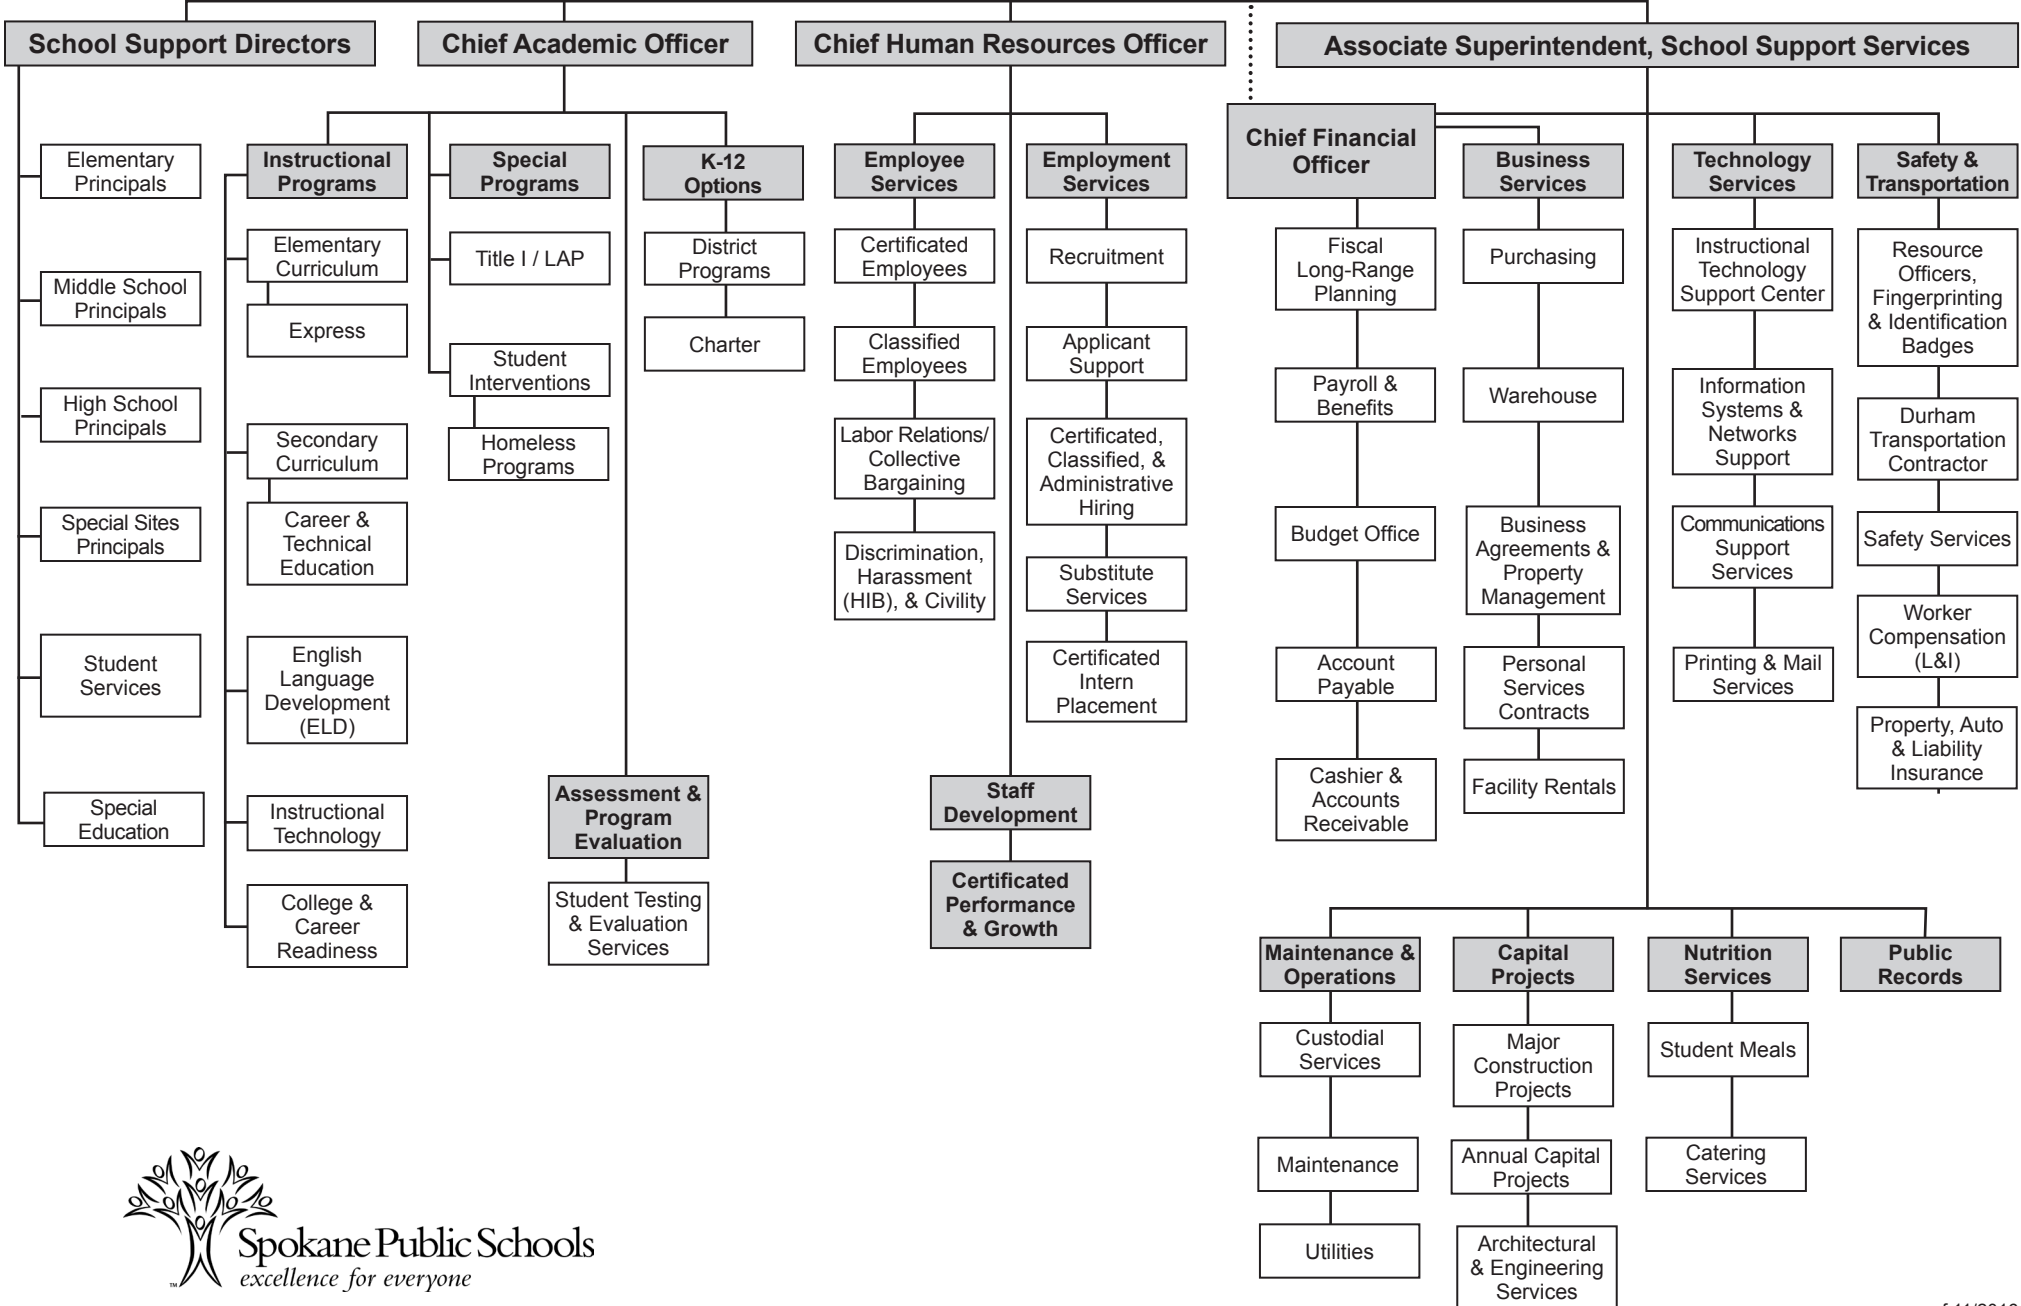 School Support Directors
Chief Academic Officer
Chief Human Resources Officer
Associate Superintendent, School Support Services
Elementary
Principals
Middle School
Principals
High School
Principals
Special Sites
Principals
Student
Services
Special
Education
Instructional
Programs
Elementary
Curriculum
Express
Secondary
Curriculum
Career &
Technical
Education
English
Language
Development
(ELD)
Instructional
Technology
College &
Career
Readiness
Special
Programs
Title I / LAP
Student
Interventions
Homeless
Programs
Assessment &
Program
Evaluation
Student Testing
& Evaluation
Services
K-12
Options
District
Programs
Charter
Employee
Services
Certificated
Employees
Classified
Employees
Labor Relations/
Collective
Bargaining
Discrimination,
Harassment
(HIB), & Civility
Staff
Development
Certificated
Performance
& Growth
Employment
Services
Recruitment
Applicant
Support
Certificated,
Classified, &
Administrative
Hiring
Substitute
Services
Certificated
Intern
Placement
Chief Financial
Officer
Fiscal
Long-Range
Planning
Payroll &
Benefits
Budget Office
Account
Payable
Cashier &
Accounts
Receivable
Business
Services
Purchasing
Warehouse
Business
Agreements &
Property
Management
Personal
Services
Contracts
Facility Rentals
Technology
Services
Instructional
Technology
Support Center
Information
Systems &
Networks
Support
Communications
Support
Services
Printing & Mail
Services
Safety &
Transportation
Resource
Officers,
Fingerprinting
& Identification
Badges
Durham
Transportation
Contractor
Safety Services
Worker
Compensation
(L&I)
Property, Auto
& Liability
Insurance
Maintenance &
Operations
Custodial
Services
Maintenance
Utilities
Capital
Projects
Major
Construction
Projects
Annual Capital
Projects
Architectural
& Engineering
Services
Nutrition
Services
Student Meals
Catering
Services
Public
Records
Spokane Public Schools
excellence for everyone
™